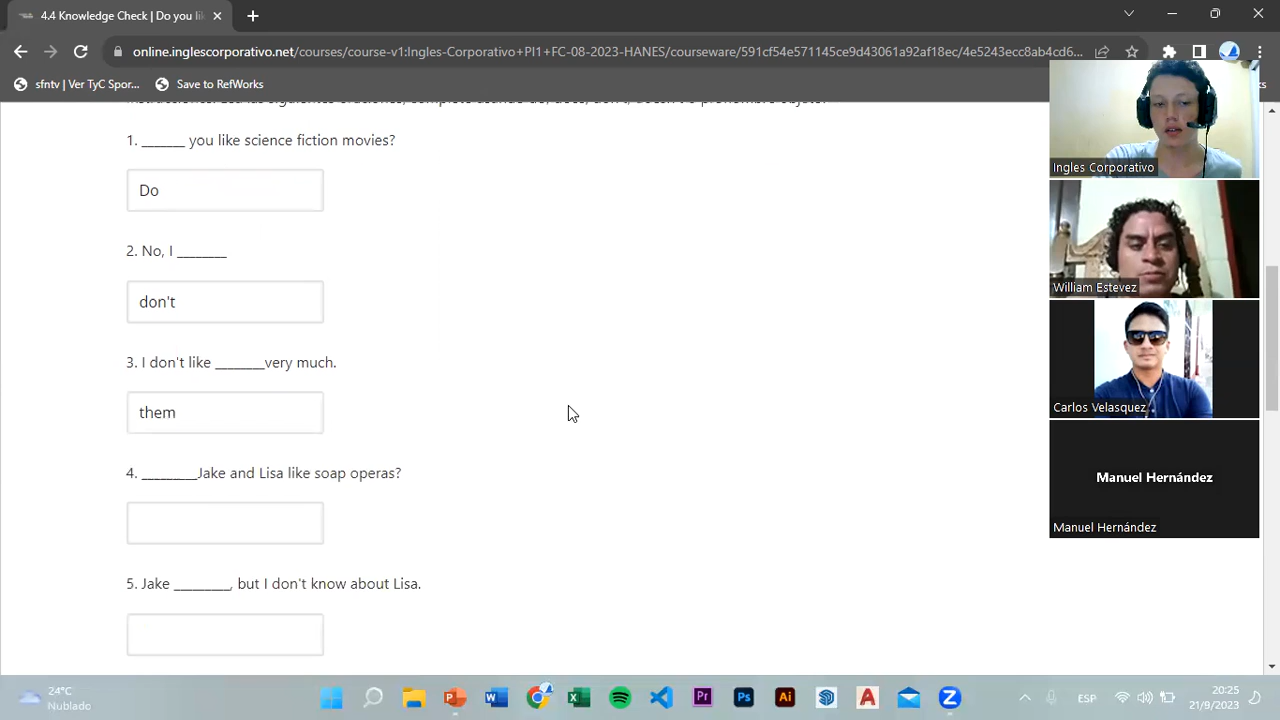 4.4 Knowledge Check | Do you li
online.inglescorporativo.net/courses/course-v1:Ingles-Corporativo+PI1+FC-08-2023-HANES/courseware/591cf54e571145ce9d43061a92af18ec/4e5243ecc8ab4cd6...
sfntv | Ver TyC Spor...
Save to RefWorks
1. _______ you like science fiction movies?
Do
2. No, I ________
don't
3. I don't like ________very much.
them
4. _________Jake and Lisa like soap operas?
5. Jake _________, but I don't know about Lisa.
Ingles Corporativo
William Estevez
Carlos Velasquez
Manuel Hernández
Manuel Hernández
24°C
Nublado
ESP
20:25
21/9/2023